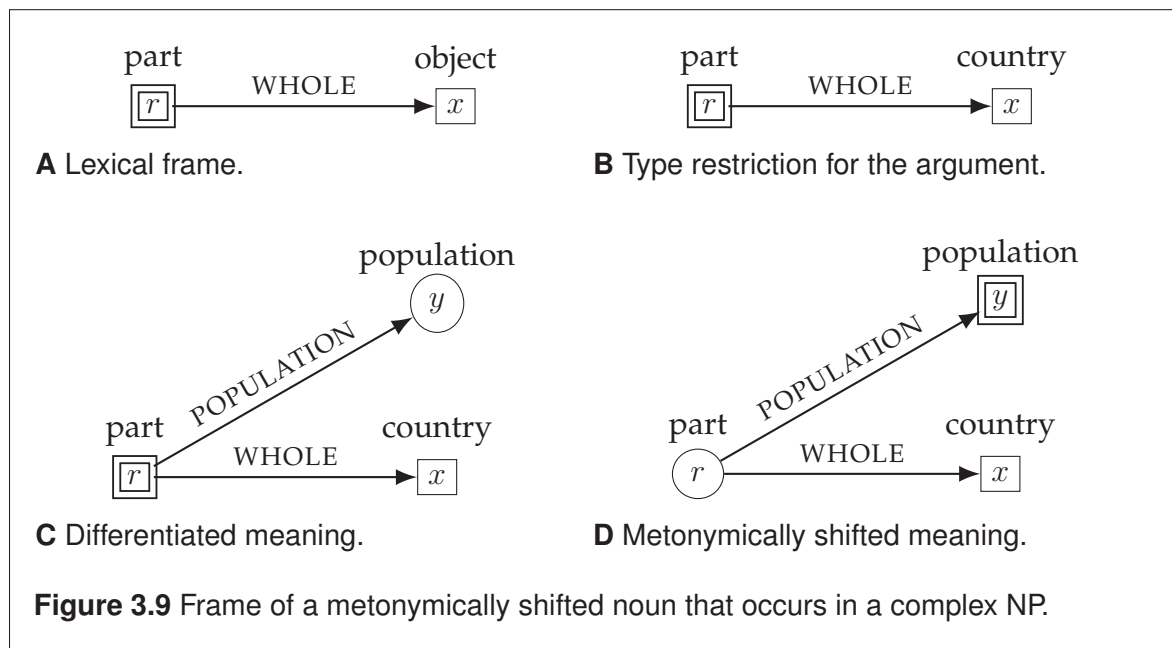 part object
r WHOLE x
A Lexical frame.
part country
r WHOLE x
B Type restriction for the argument.
population
y
POPULATION
part country
r WHOLE x
C Differentiated meaning.
population
y
POPULATION
part country
r WHOLE x
D Metonymically shifted meaning.
Figure 3.9 Frame of a metonymically shifted noun that occurs in a complex NP.